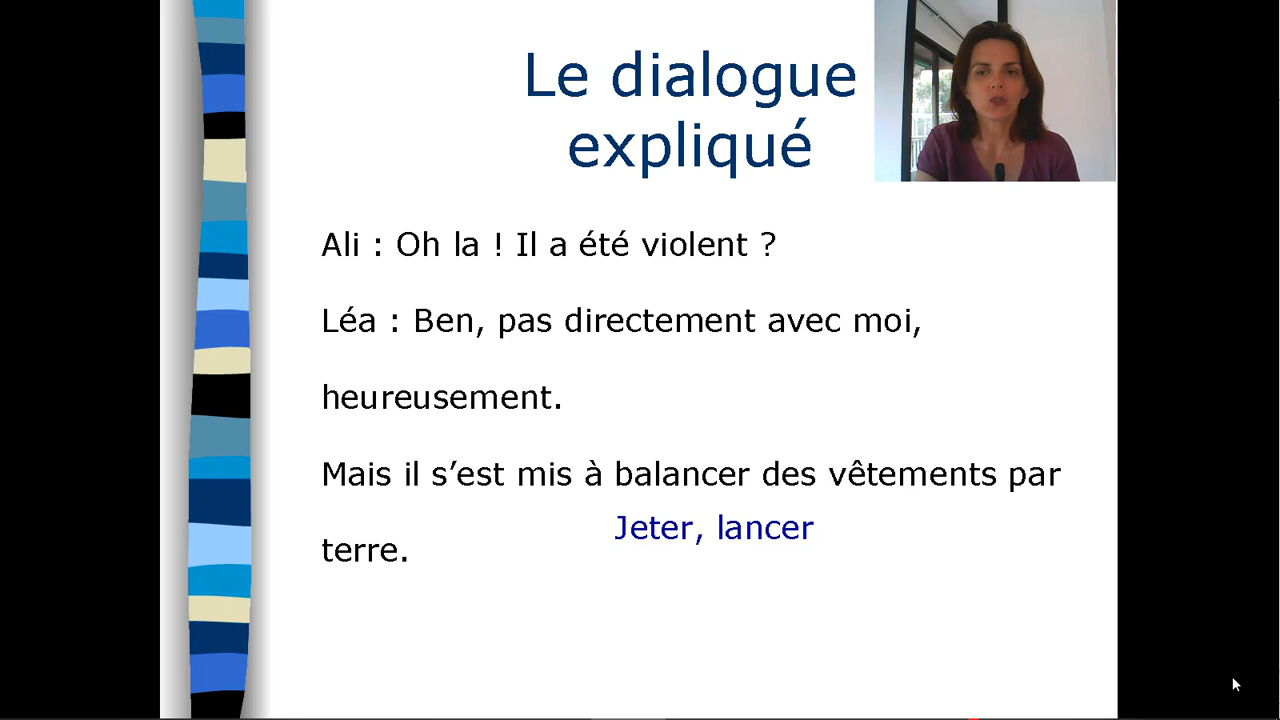 Le dialogue
expliqué
Ali : Oh la ! Il a été violent ?
Léa : Ben, pas directement avec moi,
heureusement.
Mais il s’est mis à balancer des vêtements par
Jeter, lancer
terre.